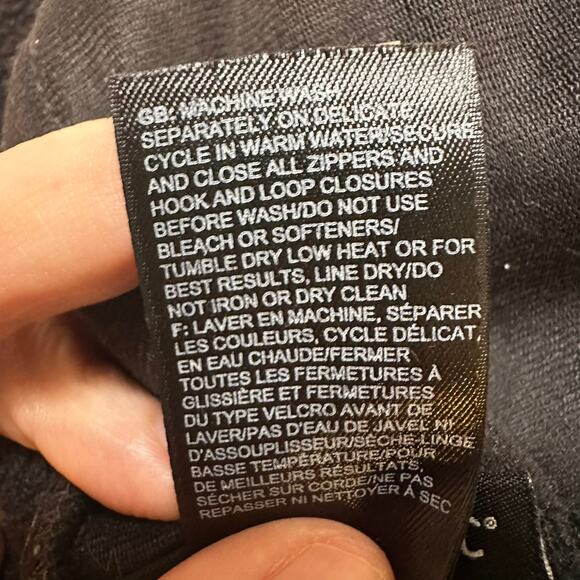 GB: MACHINE WASH
SEPARATELY ON DELICATE
CYCLE IN WARM WATER/SECURE
AND CLOSE ALL ZIPPERS AND
HOOK AND LOOP CLOSURES
BEFORE WASH/DO NOT USE
BLEACH OR SOFTENERS/
TUMBLE DRY LOW HEAT OR FOR
BEST RESULTS, LINE DRY/DO
NOT IRON OR DRY CLEAN
F: LAVER EN MACHINE, SÉPARER
LES COULEURS, CYCLE DÉLICAT,
EN EAU CHAUDE/FERMER
TOUTES LES FERMETURES À
GLISSIÈRE ET FERMETURES
DU TYPE VELCRO AVANT DE
LAVER/PAS D'EAU DE JAVEL NI
D'ASSOUPLISSEUR/SÈCHE-LINGE
BASSE TEMPÉRATURE/POUR
DE MEILLEURS RÉSULTATS,
SÉCHER SUR CORDE/NE PAS
REPASSER NI NETTOYER À SEC